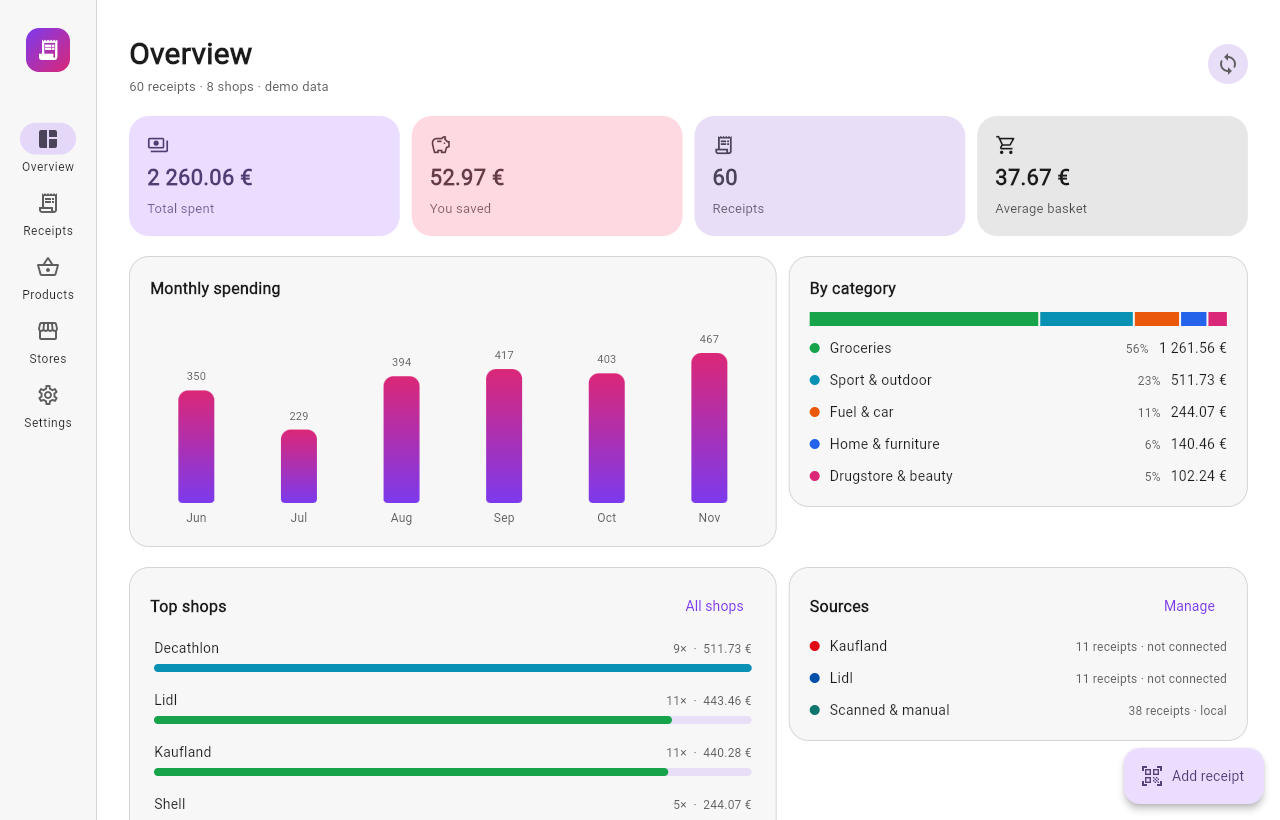 Overview
60 receipts · 8 shops · demo data
Overview
Receipts
Products
Stores
Settings
2 260.06 €
Total spent
52.97 €
You saved
60
Receipts
37.67 €
Average basket
Monthly spending
350
229
394
417
403
467
Jun
Jul
Aug
Sep
Oct
Nov
By category
Groceries 56% 1 261.56 €
Sport & outdoor 23% 511.73 €
Fuel & car 11% 244.07 €
Home & furniture 6% 140.46 €
Drugstore & beauty 5% 102.24 €
Top shops All shops
Decathlon 9× · 511.73 €
Lidl 11× · 443.46 €
Kaufland 11× · 440.28 €
Shell 5× · 244.07 €
Sources Manage
Kaufland 11 receipts · not connected
Lidl 11 receipts · not connected
Scanned & manual 38 receipts · local
Add receipt